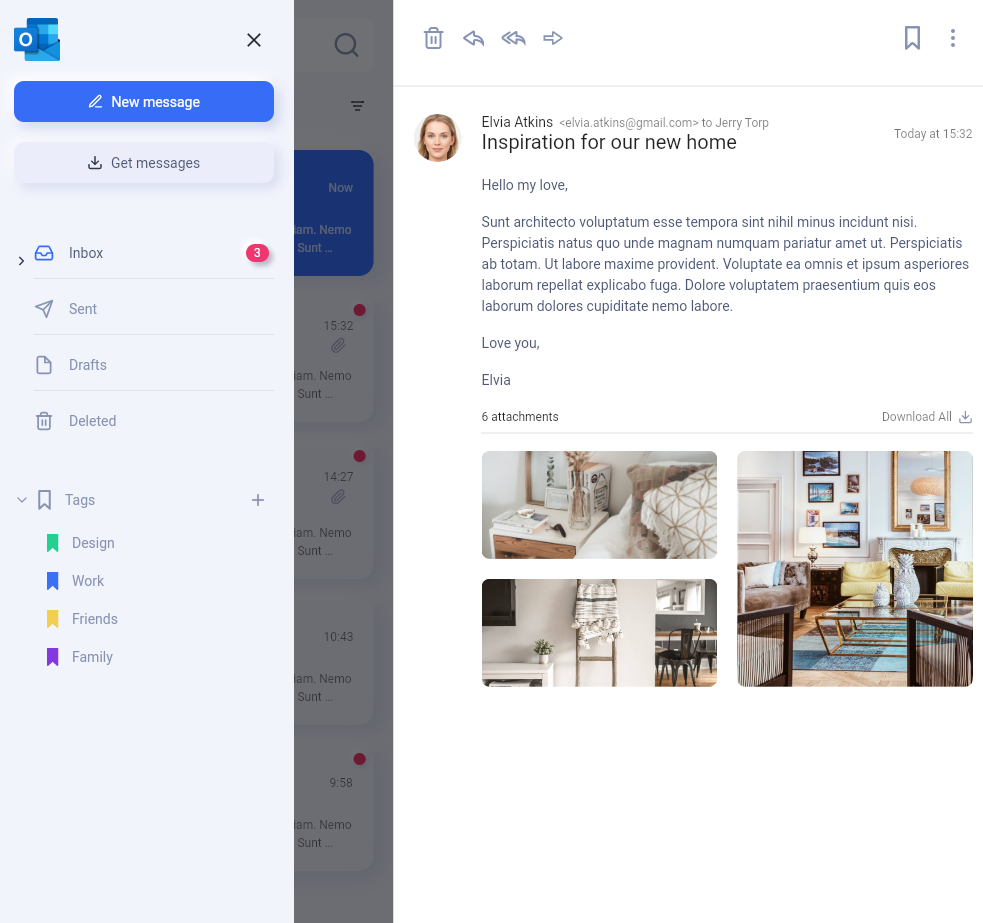 O
New message
Get messages
Inbox
3
Sent
Drafts
Deleted
Tags
Design
Work
Friends
Family
Now
Nemo
Sunt ...
15:32
Nemo
Sunt ...
14:27
Nemo
Sunt ...
10:43
Nemo
Sunt ...
9:58
Nemo
Sunt ...
Elvia Atkins <elvia.atkins@gmail.com> to Jerry Torp
Today at 15:32
Inspiration for our new home
Hello my love,
Sunt architecto voluptatum esse tempora sint nihil minus incidunt nisi.
Perspiciatis natus quo unde magnam numquam pariatur amet ut. Perspiciatis
ab totam. Ut labore maxime provident. Voluptate ea omnis et ipsum asperiores
laborum repellat explicabo fuga. Dolore voluptatem praesentium quis eos
laborum dolores cupiditate nemo labore.
Love you,
Elvia
6 attachments
Download All